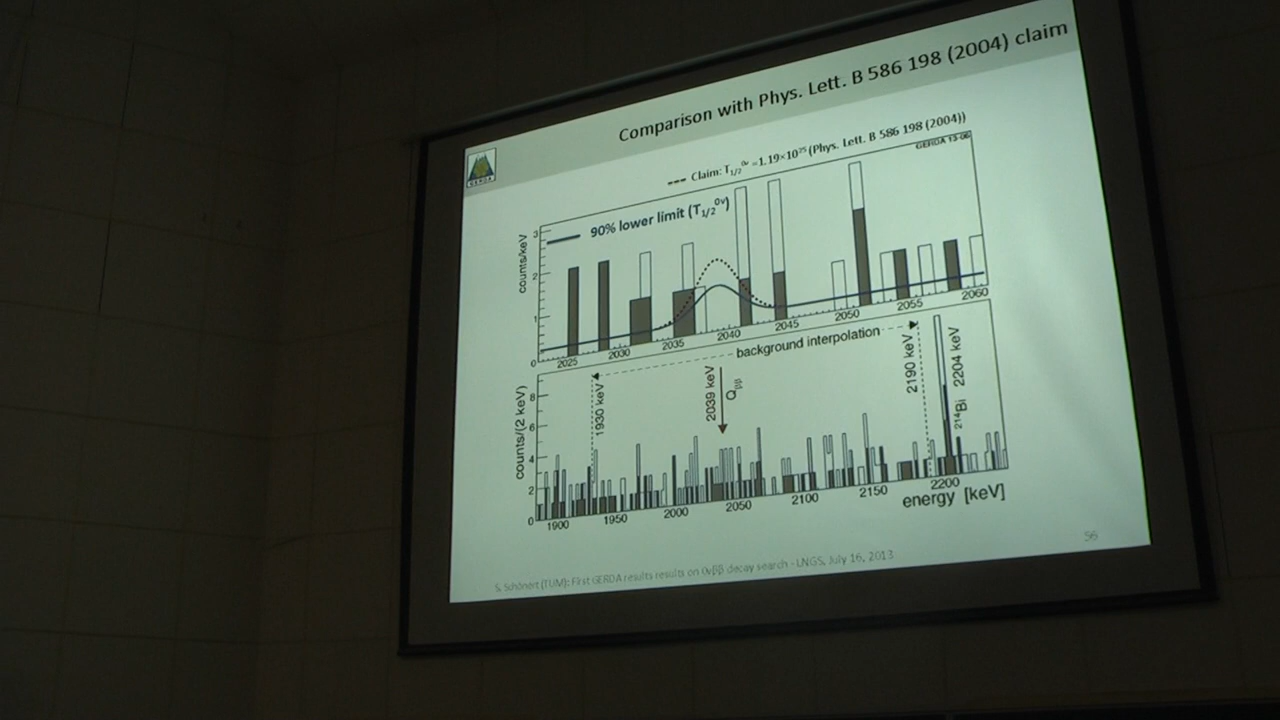 Comparison with Phys. Lett. B 586 198 (2004) claim
GERDA
Claim: T1/2 0ν =1.19×10^25 (Phys. Lett. B 586 198 (2004))
GERDA 13-06
90% lower limit (T1/2 0ν)
counts/keV
3
2
1
0
2025 2030 2035 2040 2045 2050 2055 2060
background interpolation
counts/(2 keV)
8
6
4
2
0
1930 keV
2039 keV
Qββ
2190 keV
214Bi 2204 keV
1900 1950 2000 2050 2100 2150 2200
energy [keV]
56
S. Schönert (TUM): First GERDA results results on 0νββ decay search - LNGS, July 16, 2013